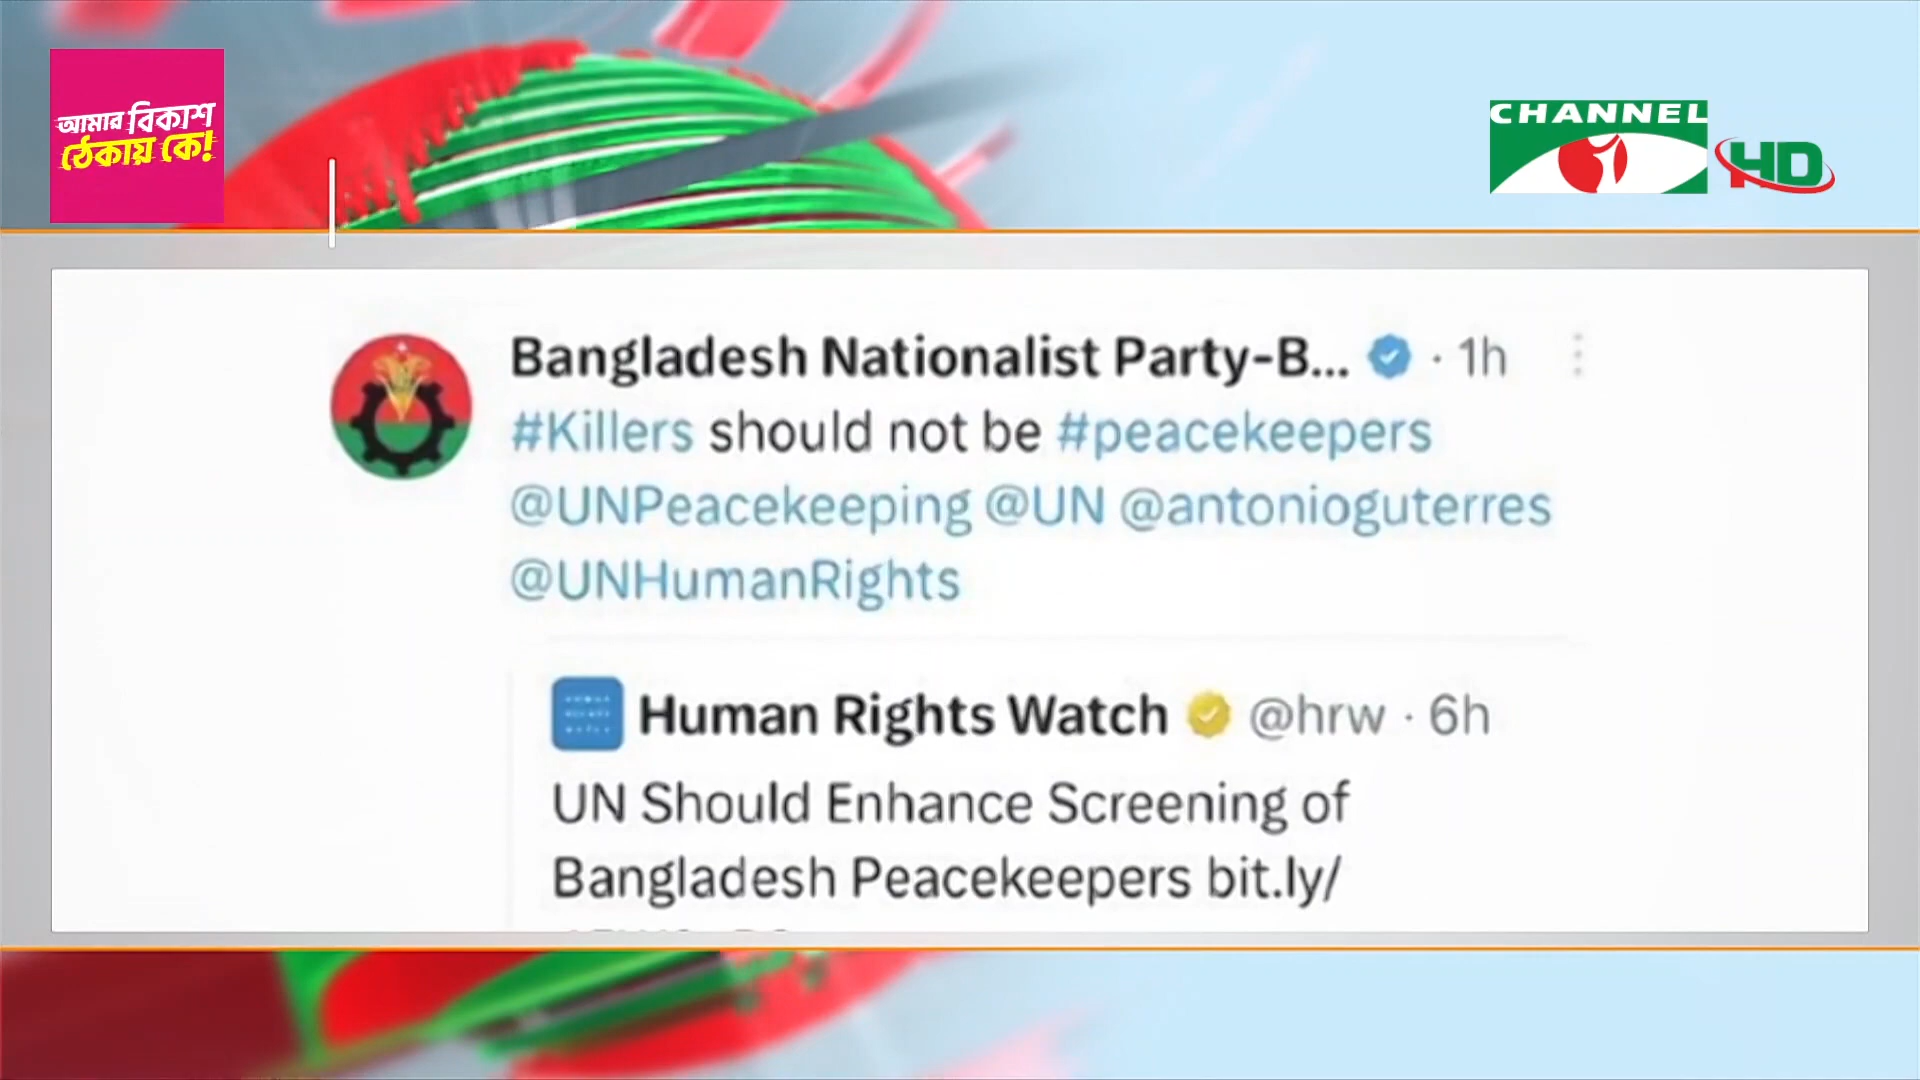 আমার বিকাশ
ঠেকায় কে!
CHANNEL
HD
Bangladesh Nationalist Party-B... · 1h
#Killers should not be #peacekeepers
@UNPeacekeeping @UN @antonioguterres
@UNHumanRights
Human Rights Watch @hrw · 6h
UN Should Enhance Screening of
Bangladesh Peacekeepers bit.ly/